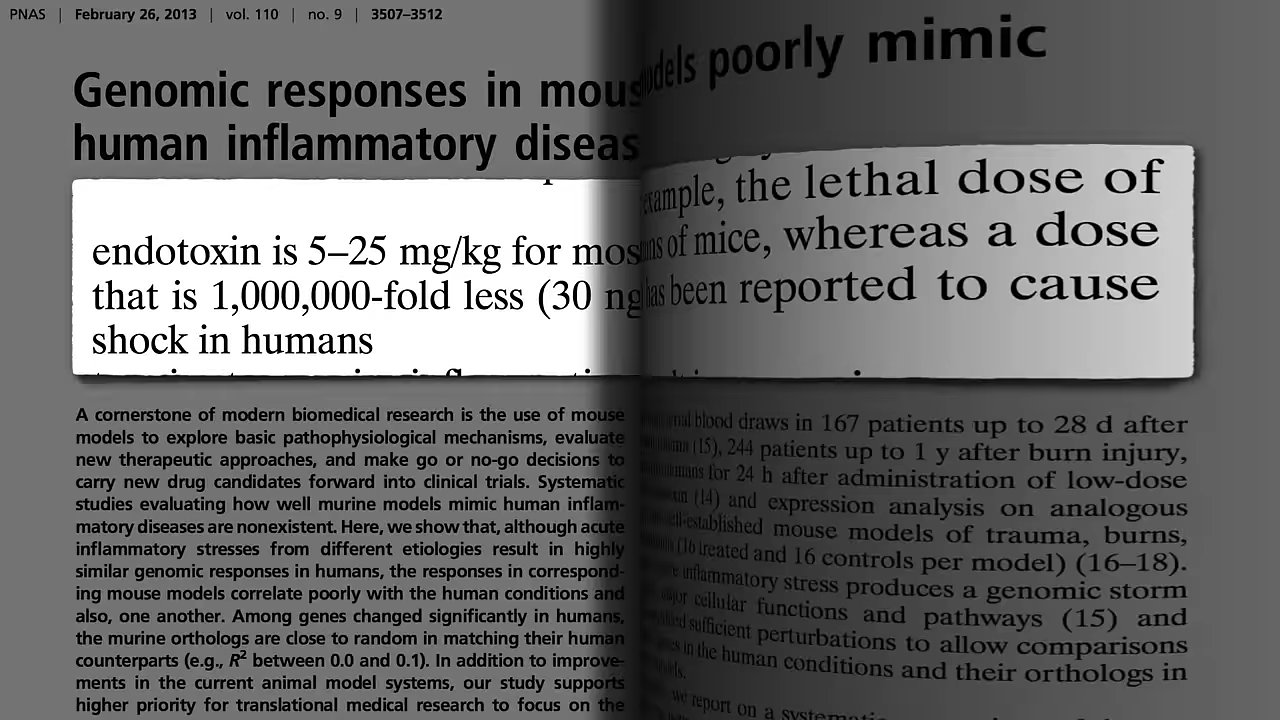 PNAS | February 26, 2013 | vol. 110 | no. 9 | 3507–3512
Genomic responses in mous
odels poorly mimic
human inflammatory diseas
example, the lethal dose of
endotoxin is 5–25 mg/kg for mos
ns of mice, whereas a dose
that is 1,000,000-fold less (30 ng
has been reported to cause
shock in humans
A cornerstone of modern biomedical research is the use of mouse
models to explore basic pathophysiological mechanisms, evaluate
new therapeutic approaches, and make go or no-go decisions to
carry new drug candidates forward into clinical trials. Systematic
studies evaluating how well murine models mimic human inflam-
matory diseases are nonexistent. Here, we show that, although acute
inflammatory stresses from different etiologies result in highly
similar genomic responses in humans, the responses in correspond-
ing mouse models correlate poorly with the human conditions and
also, one another. Among genes changed significantly in humans,
the murine orthologs are close to random in matching their human
counterparts (e.g., R² between 0.0 and 0.1). In addition to improve-
ments in the current animal model systems, our study supports
higher priority for translational medical research to focus on the
blood draws in 167 patients up to 28 d after
(15), 244 patients up to 1 y after burn injury,
for 24 h after administration of low-dose
(14) and expression analysis on analogous
-established mouse models of trauma, burns,
(16 treated and 16 controls per model) (16–18).
inflammatory stress produces a genomic storm
cellular functions and pathways (15) and
sufficient perturbations to allow comparisons
in the human conditions and their orthologs in
we report on a